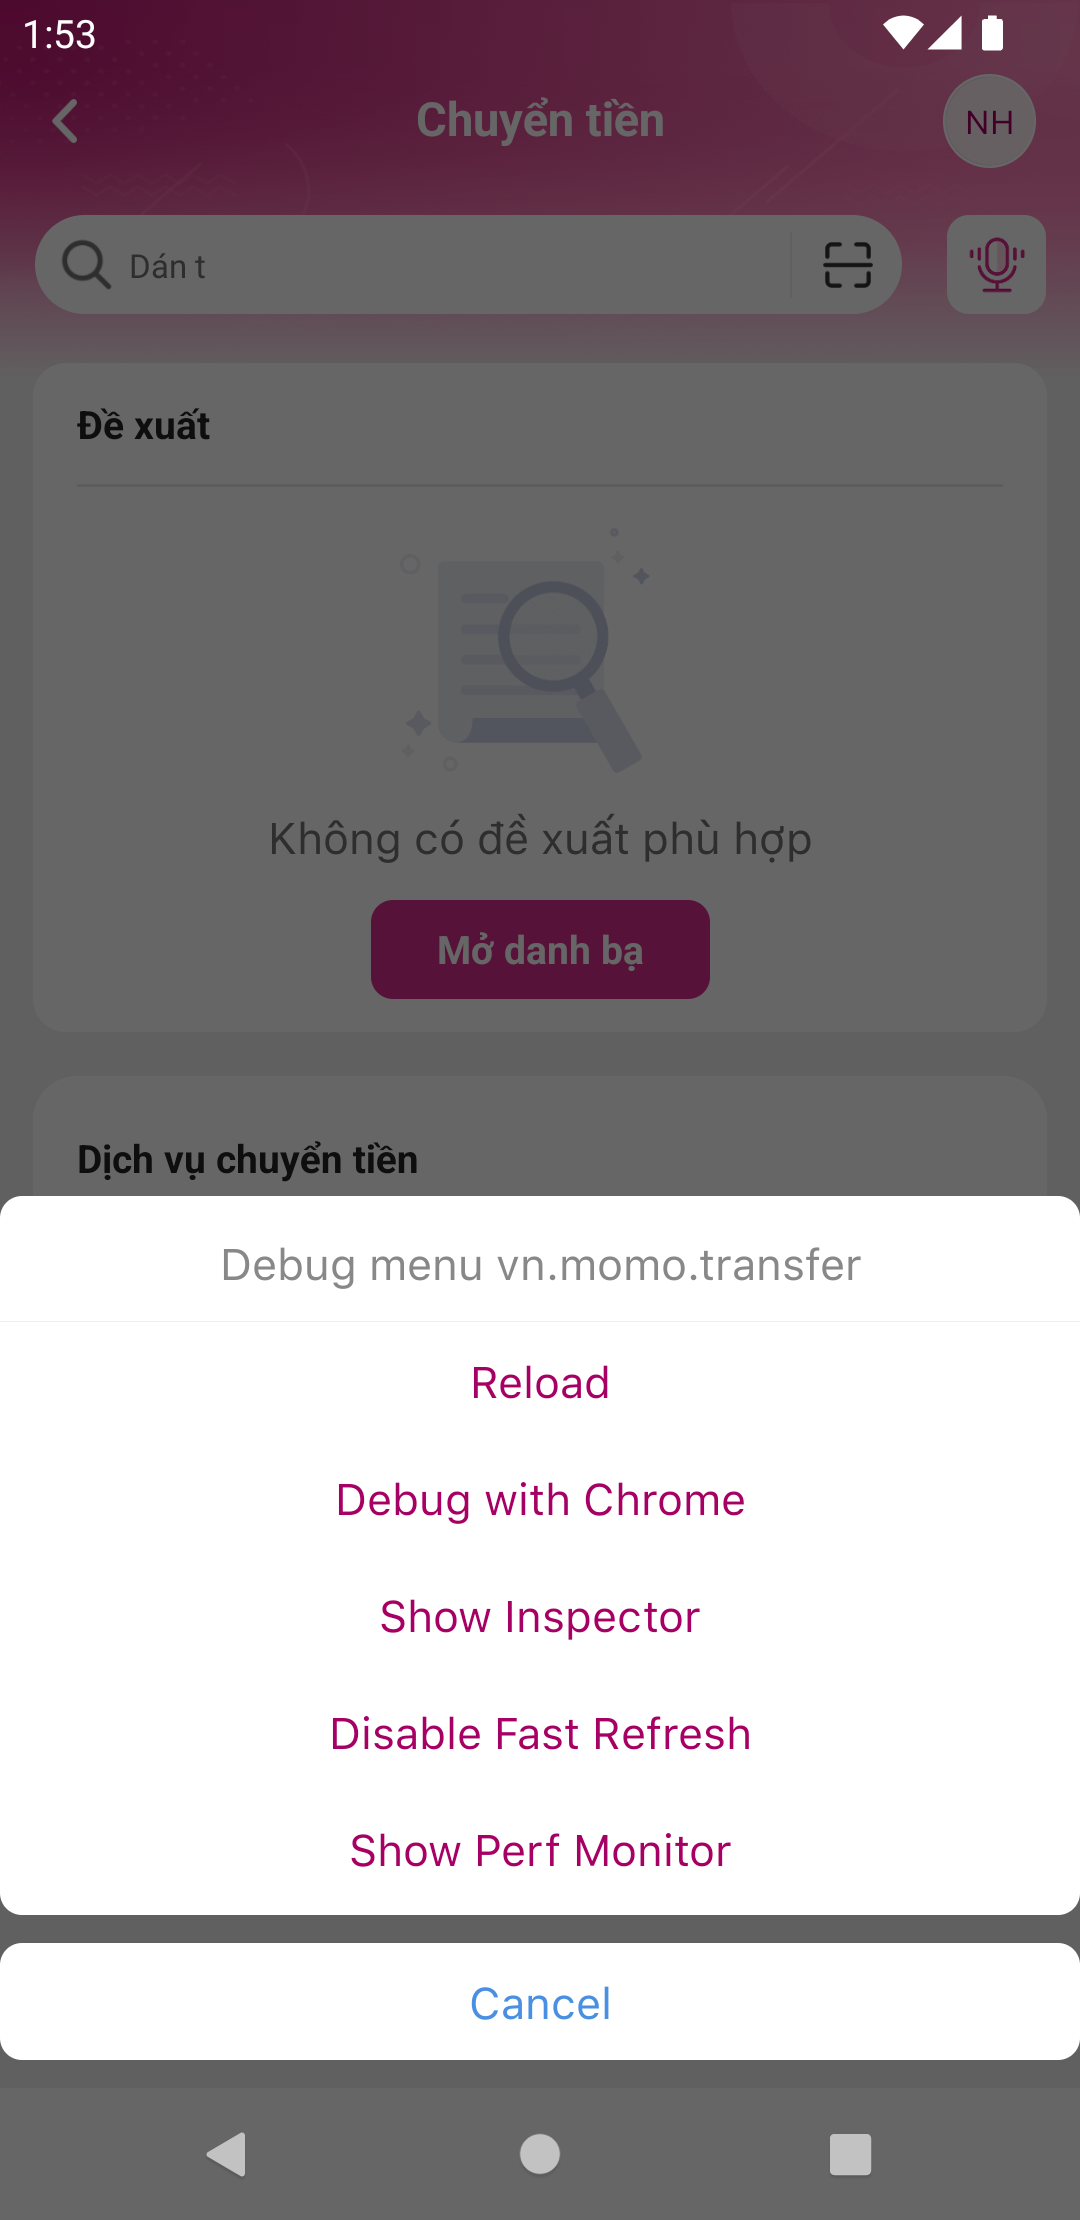 1:53
Chuyển tiền
NH
Dán t
Đề xuất
Không có đề xuất phù hợp
Mở danh bạ
Dịch vụ chuyển tiền
Debug menu vn.momo.transfer
Reload
Debug with Chrome
Show Inspector
Disable Fast Refresh
Show Perf Monitor
Cancel